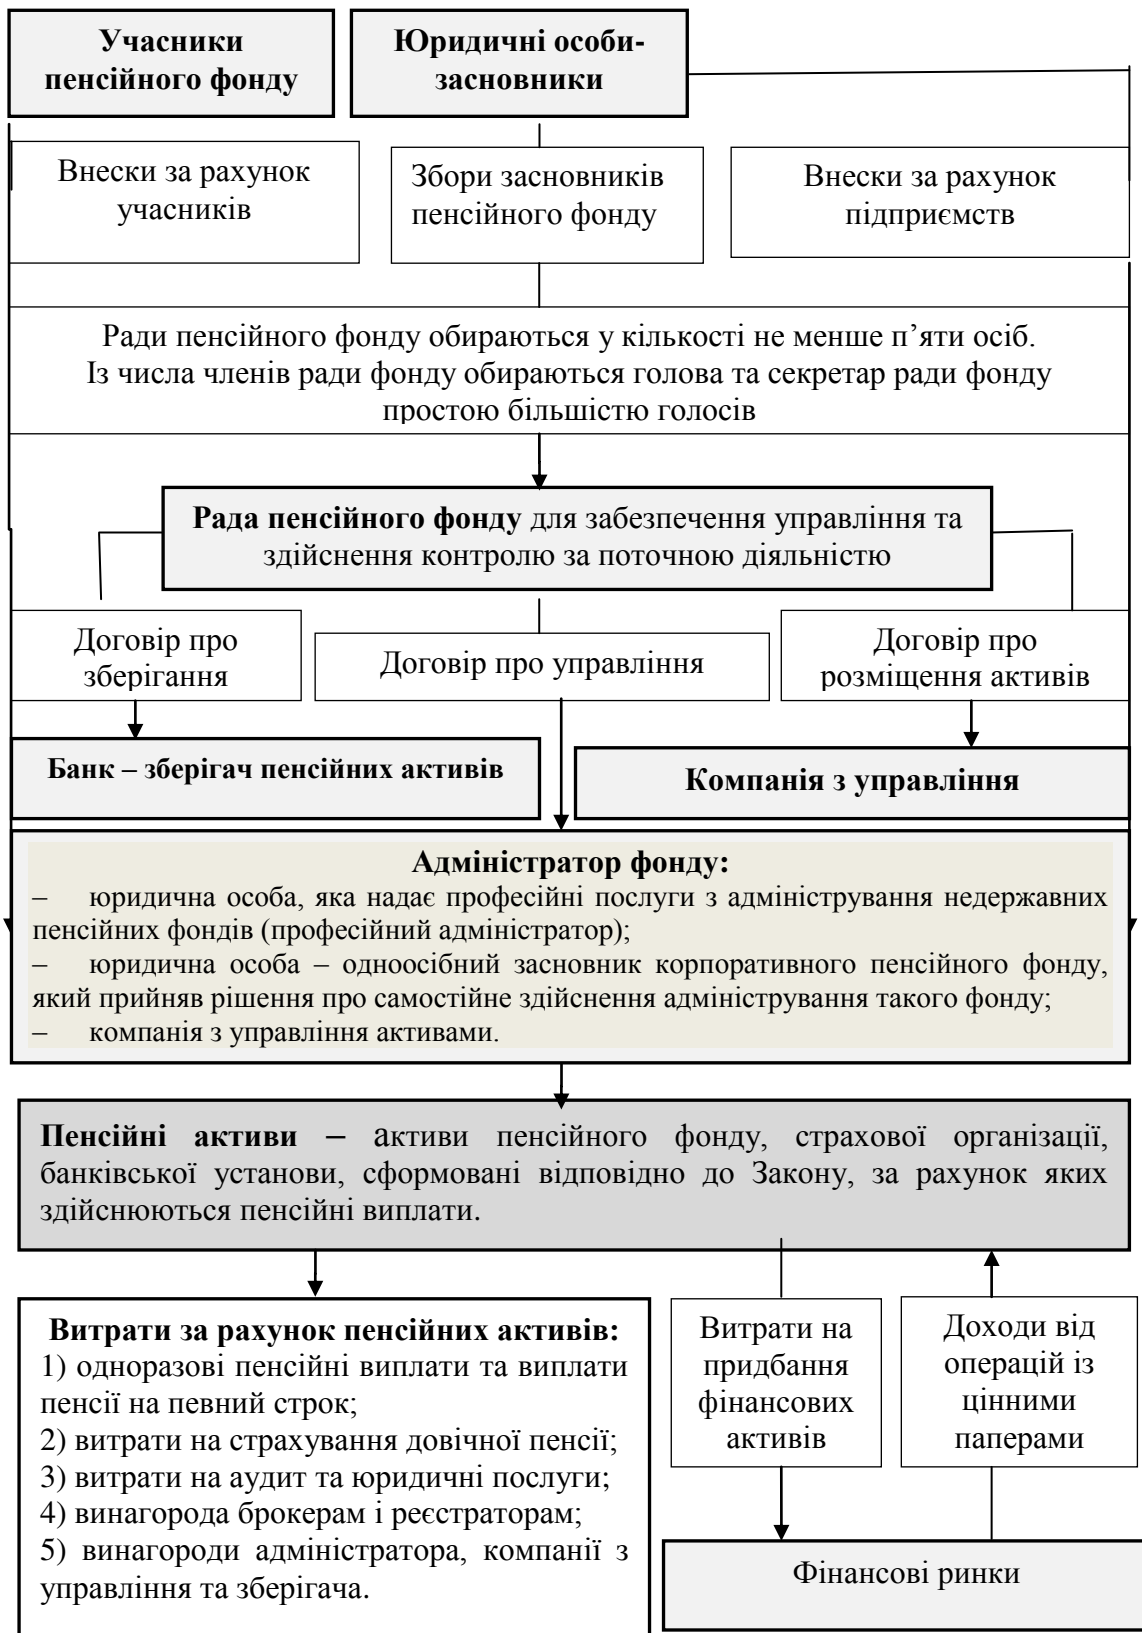 Учасники
пенсійного фонду
Юридичні особи-
засновники
Внески за рахунок
учасників
Збори засновників
пенсійного фонду
Внески за рахунок
підприємств
Ради пенсійного фонду обираються у кількості не менше п’яти осіб.
Із числа членів ради фонду обираються голова та секретар ради фонду
простою більшістю голосів
Рада пенсійного фонду для забезпечення управління та
здійснення контролю за поточною діяльністю
Договір про
зберігання
Договір про управління
Договір про
розміщення активів
Банк – зберігач пенсійних активів
Компанія з управління
Адміністратор фонду:
– юридична особа, яка надає професійні послуги з адміністрування недержавних
пенсійних фондів (професійний адміністратор);
– юридична особа – одноосібний засновник корпоративного пенсійного фонду,
який прийняв рішення про самостійне здійснення адміністрування такого фонду;
– компанія з управління активами.
Пенсійні активи – активи пенсійного фонду, страхової організації,
банківської установи, сформовані відповідно до Закону, за рахунок яких
здійснюються пенсійні виплати.
Витрати за рахунок пенсійних активів:
1) одноразові пенсійні виплати та виплати
пенсії на певний строк;
2) витрати на страхування довічної пенсії;
3) витрати на аудит та юридичні послуги;
4) винагорода брокерам і реєстраторам;
5) винагороди адміністратора, компанії з
управління та зберігача.
Витрати на
придбання
фінансових
активів
Доходи від
операцій із
цінними
паперами
Фінансові ринки